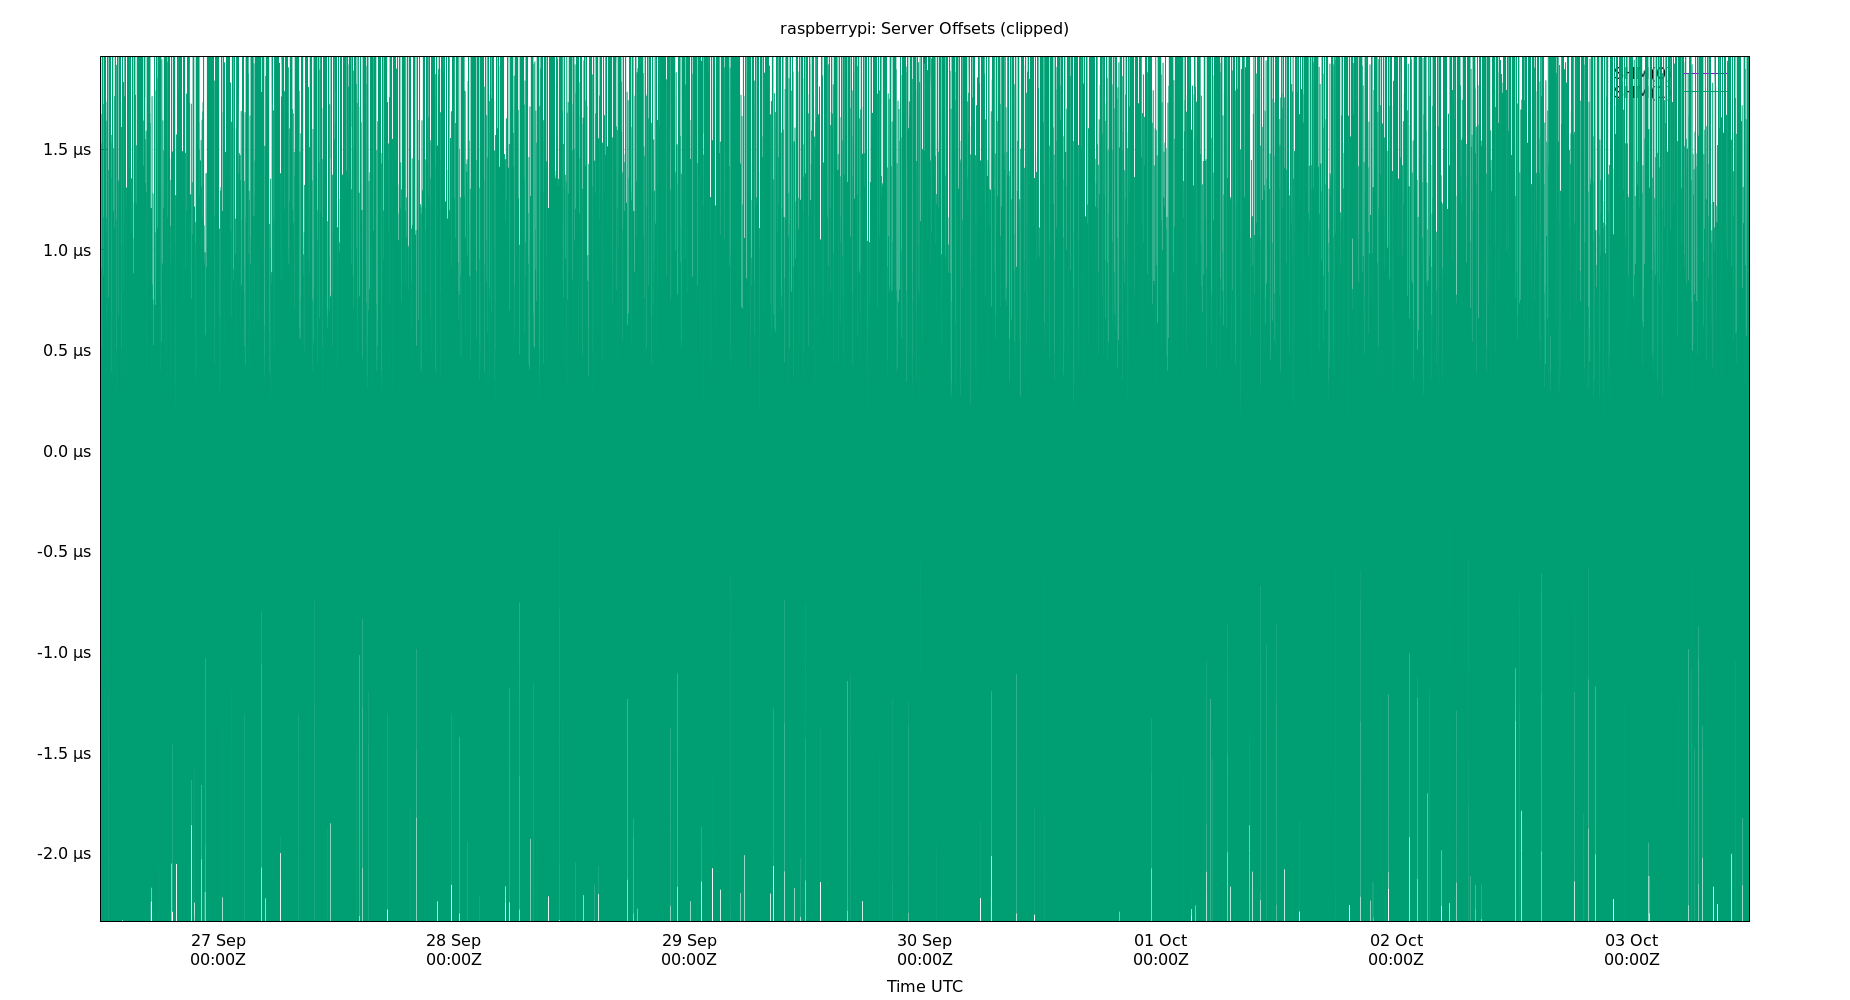 raspberrypi: Server Offsets (clipped)
1.5 µs
1.0 µs
0.5 µs
0.0 µs
-0.5 µs
-1.0 µs
-1.5 µs
-2.0 µs
27 Sep
00:00Z
28 Sep
00:00Z
29 Sep
00:00Z
30 Sep
00:00Z
01 Oct
00:00Z
02 Oct
00:00Z
03 Oct
00:00Z
Time UTC